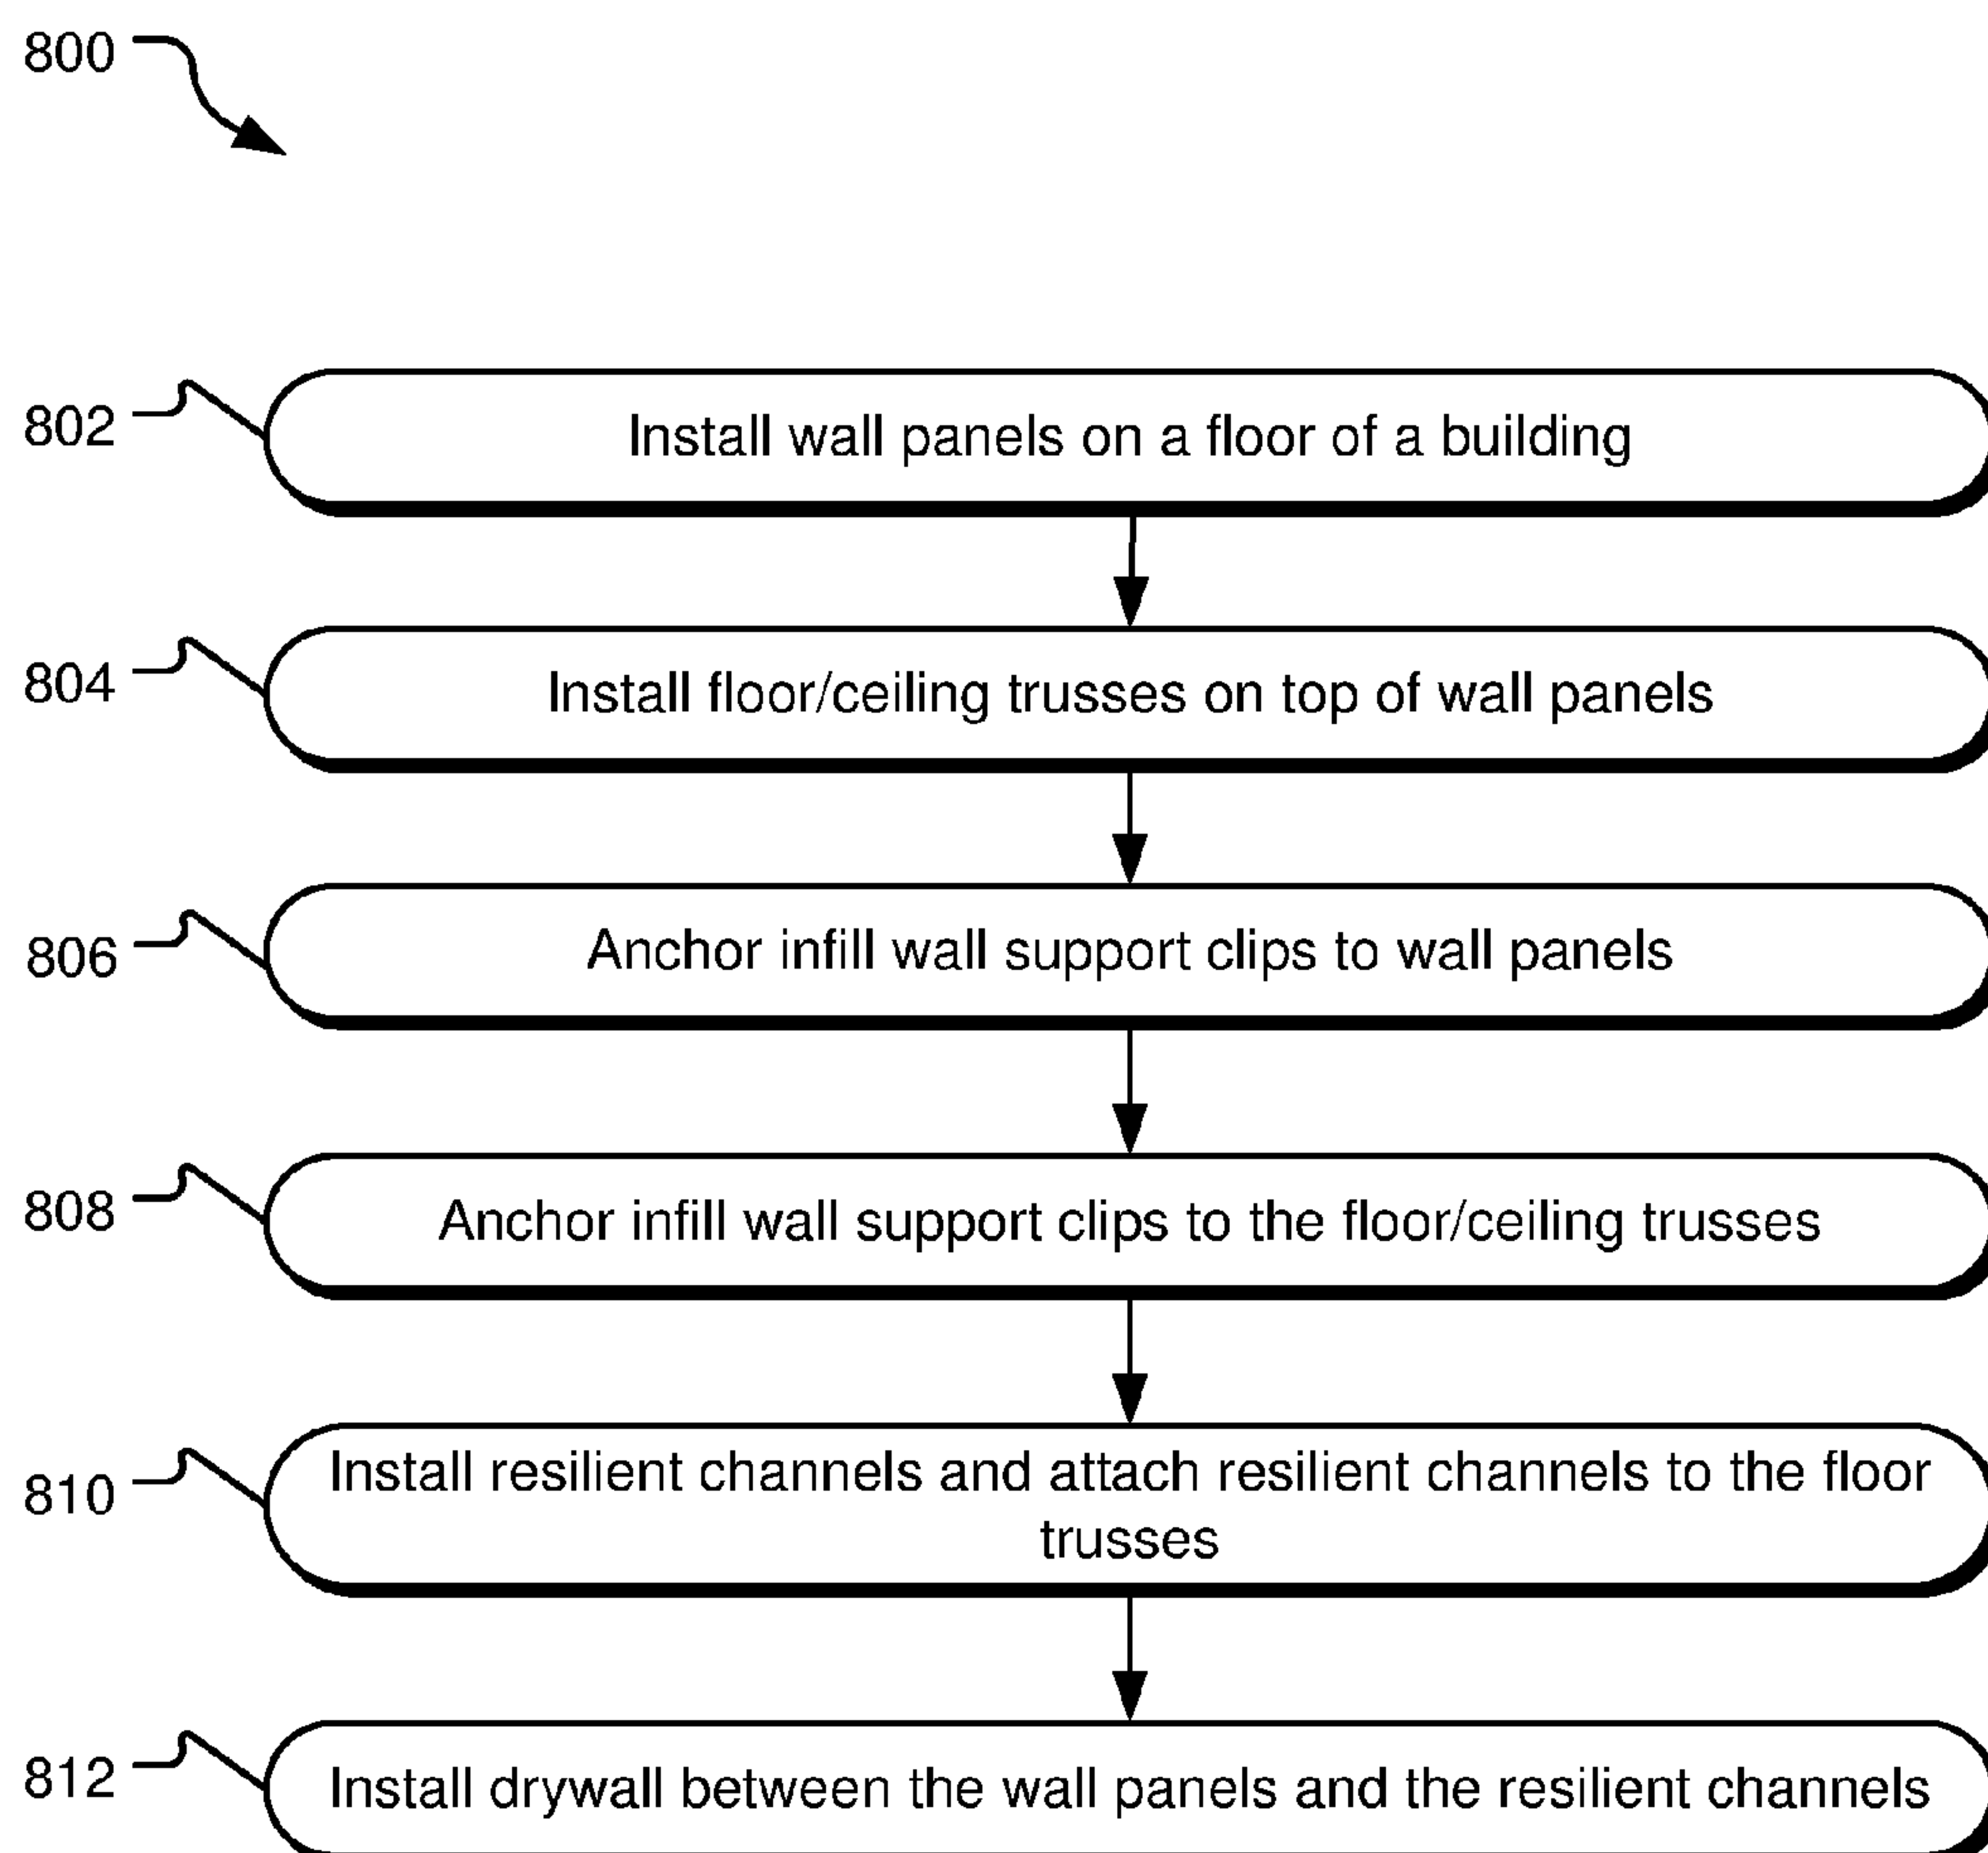 800
802
Install wall panels on a floor of a building
804
Install floor/ceiling trusses on top of wall panels
806
Anchor infill wall support clips to wall panels
808
Anchor infill wall support clips to the floor/ceiling trusses
810
Install resilient channels and attach resilient channels to the floor
trusses
812
Install drywall between the wall panels and the resilient channels